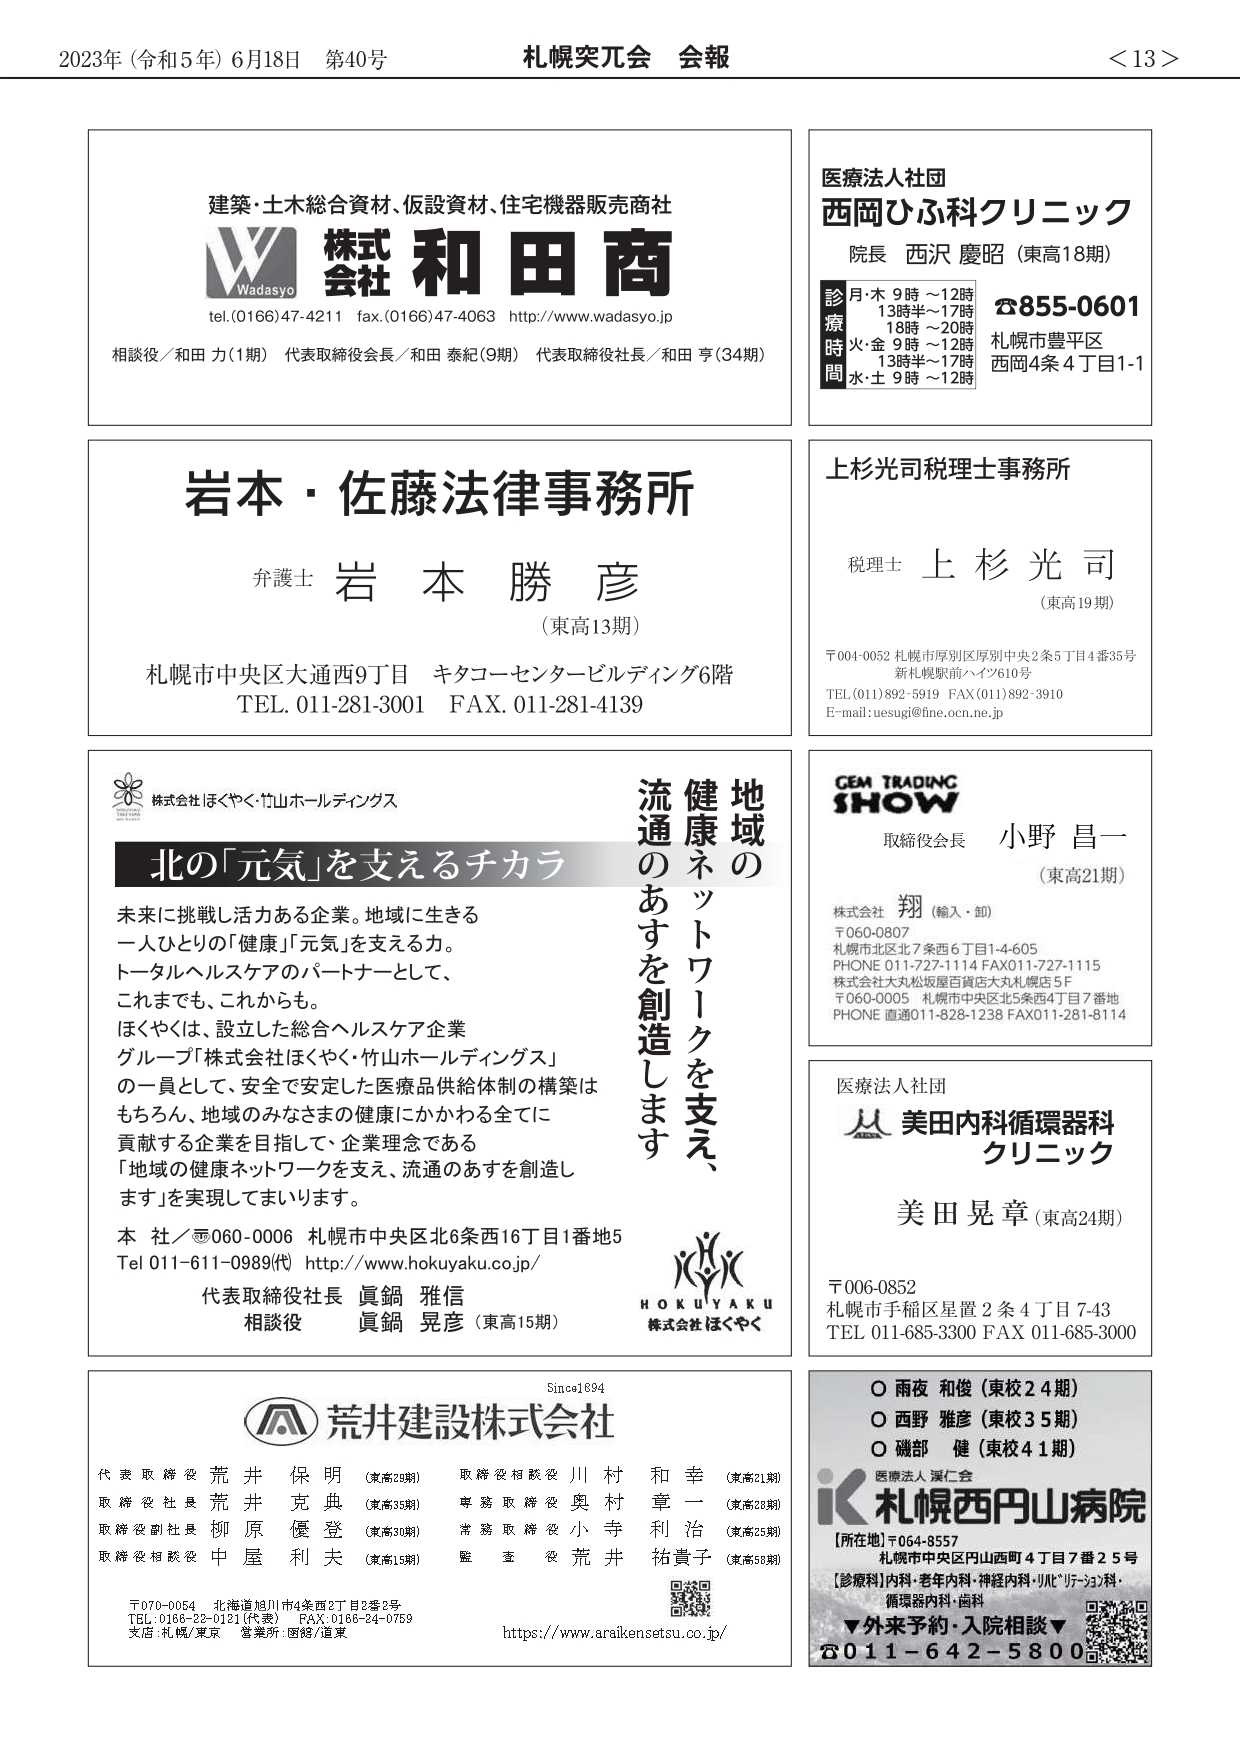 2023年（令和５年）6月18日　第40号
札幌突兀会　会報
＜13＞
建築・土木総合資材、仮設資材、住宅機器販売商社
Wadasyo
株式会社 和田商
tel.(0166)47-4211　fax.(0166)47-4063　http://www.wadasyo.jp
相談役／和田 力（1期）　代表取締役会長／和田 泰紀（9期）　代表取締役社長／和田 亨（34期）
医療法人社団
西岡ひふ科クリニック
院長　西沢 慶昭（東高18期）
診療時間
月・木 9時 〜12時
13時半〜17時
18時 〜20時
火・金 9時 〜12時
13時半〜17時
水・土 9時 〜12時
☎855-0601
札幌市豊平区
西岡4条４丁目1-1
岩本・佐藤法律事務所
弁護士 岩本勝彦
（東高13期）
札幌市中央区大通西9丁目　キタコーセンタービルディング6階
TEL. 011-281-3001　FAX. 011-281-4139
上杉光司税理士事務所
税理士 上杉光司
（東高19期）
〒004-0052 札幌市厚別区厚別中央2条5丁目4番35号
新札幌駅前ハイツ610号
TEL(011)892-5919 FAX(011)892-3910
E-mail:uesugi@fine.ocn.ne.jp
株式会社ほくやく・竹山ホールディングス
北の「元気」を支えるチカラ
地域の
健康ネットワークを支え、
流通のあすを創造します
未来に挑戦し活力ある企業。地域に生きる
一人ひとりの「健康」「元気」を支える力。
トータルヘルスケアのパートナーとして、
これまでも、これからも。
ほくやくは、設立した総合ヘルスケア企業
グループ「株式会社ほくやく・竹山ホールディングス」
の一員として、安全で安定した医療品供給体制の構築は
もちろん、地域のみなさまの健康にかかわる全てに
貢献する企業を目指して、企業理念である
「地域の健康ネットワークを支え、流通のあすを創造し
ます」を実現してまいります。
本　社／〠060-0006 札幌市中央区北6条西16丁目1番地5
Tel 011-611-0989㈹ http://www.hokuyaku.co.jp/
代表取締役社長　眞鍋　雅信
相談役　眞鍋　晃彦（東高15期）
HOKUYAKU
株式会社 ほくやく
GEM TRADING
SHOW
取締役会長　小野 昌一
（東高21期）
株式会社　翔（輸入・卸）
〒060-0807
札幌市北区北７条西６丁目1-4-605
PHONE 011-727-1114 FAX011-727-1115
株式会社大丸松坂屋百貨店大丸札幌店５F
〒060-0005　札幌市中央区北5条西4丁目７番地
PHONE 直通011-828-1238 FAX011-281-8114
医療法人社団
美田内科循環器科
クリニック
美田晃章（東高24期）
〒006-0852
札幌市手稲区星置２条４丁目 7-43
TEL 011-685-3300 FAX 011-685-3000
Since1894
荒井建設株式会社
代表取締役 荒井　保明（東高29期）　取締役相談役 川村　和幸（東高21期）
取締役社長 荒井　克典（東高35期）　専務取締役 奥村　章一（東高28期）
取締役副社長 柳原　優登（東高30期）　常務取締役 小寺　利治（東高25期）
取締役相談役 中屋　利夫（東高15期）　監査役 荒井　祐貴子（東高58期）
〒070-0054　北海道旭川市4条西2丁目2番2号
TEL:0166-22-0121(代表)　FAX:0166-24-0759
支店:札幌/東京　営業所:函館/道東
https://www.araikensetsu.co.jp/
〇 雨夜 和俊（東校２４期）
〇 西野 雅彦（東校３５期）
〇 磯部　健（東校４１期）
医療法人 渓仁会
札幌西円山病院
【所在地】〒064-8557
札幌市中央区円山西町４丁目７番２５号
【診療科】内科・老年内科・神経内科・ﾘﾊﾋﾞﾘﾃｰｼｮﾝ科・
循環器内科・歯科
▼外来予約・入院相談▼
☎０１１－６４２－５８００